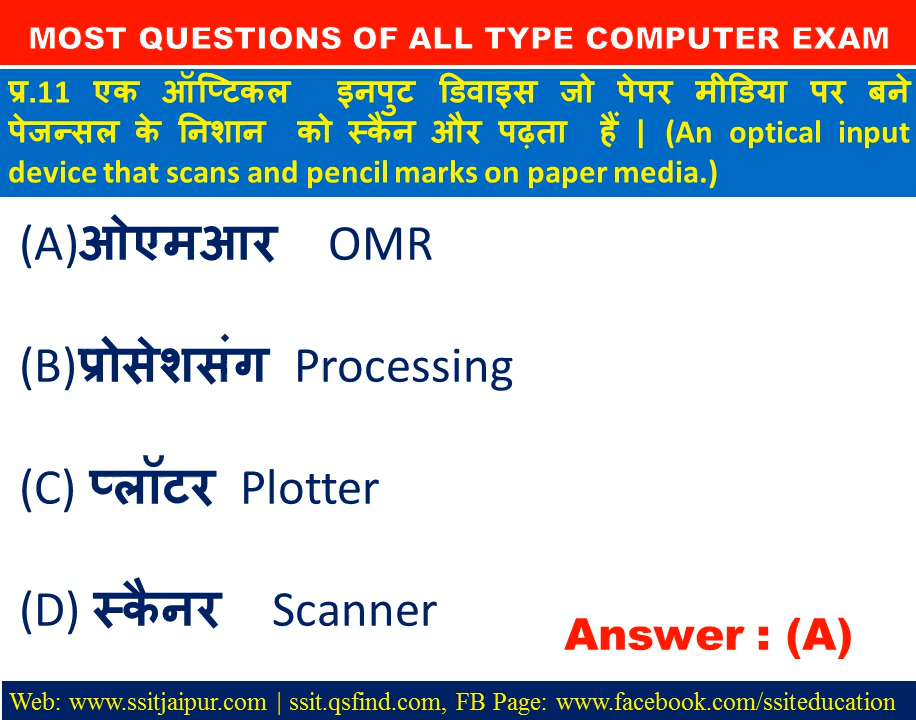 MOST QUESTIONS OF ALL TYPE COMPUTER EXAM
प्र.11 एक ऑप्टिकल इनपुट डिवाइस जो पेपर मीडिया पर बने
पेजन्सल के निशान को स्कैन और पढ़ता हैं | (An optical input
device that scans and pencil marks on paper media.)
(A)ओएमआर OMR
(B)प्रोसेशसंग Processing
(C) प्लॉटर Plotter
(D) स्कैनर Scanner
Answer : (A)
Web: www.ssitjaipur.com | ssit.qsfind.com, FB Page: www.facebook.com/ssiteducation